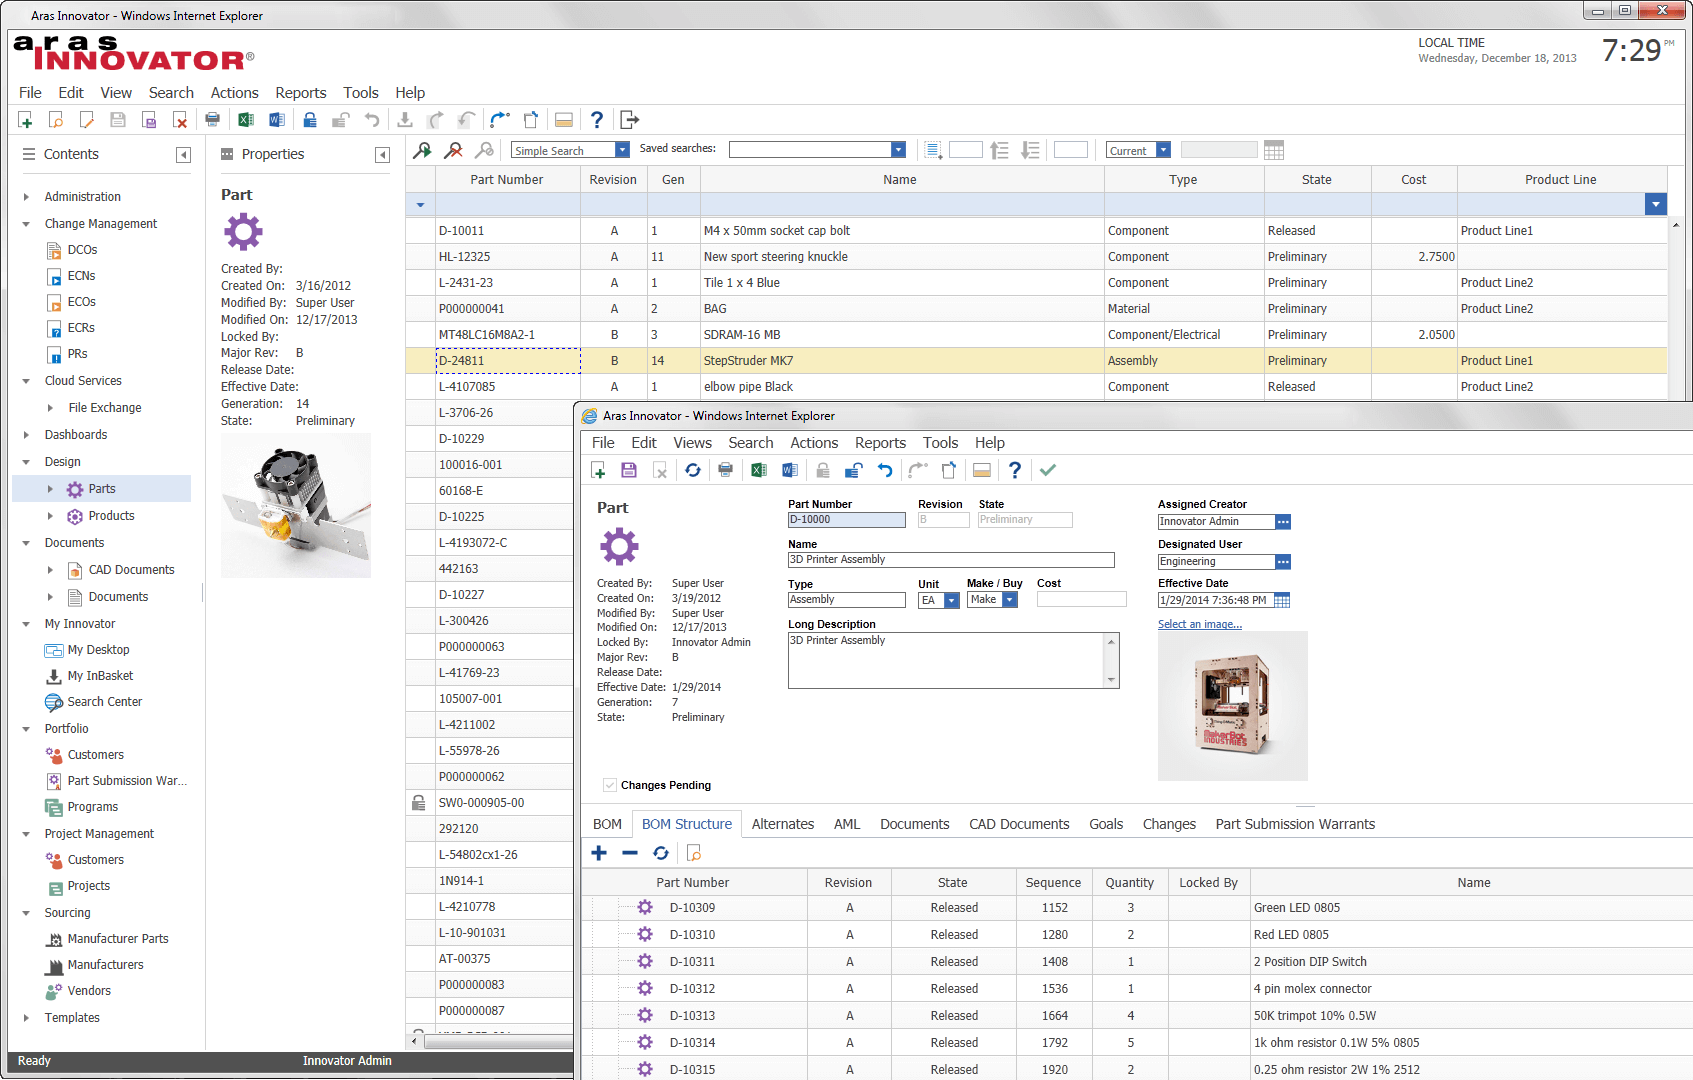 Aras Innovator - Windows Internet Explorer
aras
INNOVATOR®
LOCAL TIME
Wednesday, December 18, 2013
7:29 PM
File Edit View Search Actions Reports Tools Help
Contents
Administration
Change Management
DCOs
ECNs
ECOs
ECRs
PRs
Cloud Services
File Exchange
Dashboards
Design
Parts
Products
Documents
CAD Documents
Documents
My Innovator
My Desktop
My InBasket
Search Center
Portfolio
Customers
Part Submission War...
Programs
Project Management
Customers
Projects
Sourcing
Manufacturer Parts
Manufacturers
Vendors
Templates
Properties
Part
Created By:
Created On: 3/16/2012
Modified By: Super User
Modified On: 12/17/2013
Locked By:
Major Rev: B
Release Date:
Effective Date:
Generation: 14
State: Preliminary
Simple Search Saved searches: Current
Part Number Revision Gen Name Type State Cost Product Line
D-10011 A 1 M4 x 50mm socket cap bolt Component Released Product Line1
HL-12325 A 11 New sport steering knuckle Component Preliminary 2.7500
L-2431-23 A 1 Tile 1 x 4 Blue Component Preliminary Product Line2
P000000041 A 2 BAG Material Preliminary Product Line2
MT48LC16M8A2-1 B 3 SDRAM-16 MB Component/Electrical Preliminary 2.0500
D-24811 B 14 StepStruder MK7 Assembly Preliminary Product Line1
L-4107085 A 1 elbow pipe Black Component Released Product Line2
L-3706-26
D-10229
100016-001
60168-E
D-10225
L-4193072-C
442163
D-10227
L-300426
P000000063
L-41769-23
105007-001
L-4211002
L-55978-26
P000000062
SW0-000905-00
292120
L-54802cx1-26
1N914-1
L-4210778
L-10-901031
AT-00375
P000000083
P000000087
Ready Innovator Admin
Aras Innovator - Windows Internet Explorer
File Edit Views Search Actions Reports Tools Help
Part
Created By: Super User
Created On: 3/19/2012
Modified By: Super User
Modified On: 12/17/2013
Locked By: Innovator Admin
Major Rev: B
Release Date:
Effective Date: 1/29/2014
Generation: 7
State: Preliminary
Changes Pending
Part Number Revision State
D-10000 B Preliminary
Name
3D Printer Assembly
Type Unit Make / Buy Cost
Assembly EA Make
Long Description
3D Printer Assembly
Assigned Creator
Innovator Admin
Designated User
Engineering
Effective Date
1/29/2014 7:36:48 PM
Select an image...
MakerBot
INDUSTRIES
BOM BOM Structure Alternates AML Documents CAD Documents Goals Changes Part Submission Warrants
Part Number Revision State Sequence Quantity Locked By Name
D-10309 A Released 1152 3 Green LED 0805
D-10310 A Released 1280 2 Red LED 0805
D-10311 A Released 1408 1 2 Position DIP Switch
D-10312 A Released 1536 1 4 pin molex connector
D-10313 A Released 1664 4 50K trimpot 10% 0.5W
D-10314 A Released 1792 5 1k ohm resistor 0.1W 5% 0805
D-10315 A Released 1920 2 0.25 ohm resistor 2W 1% 2512